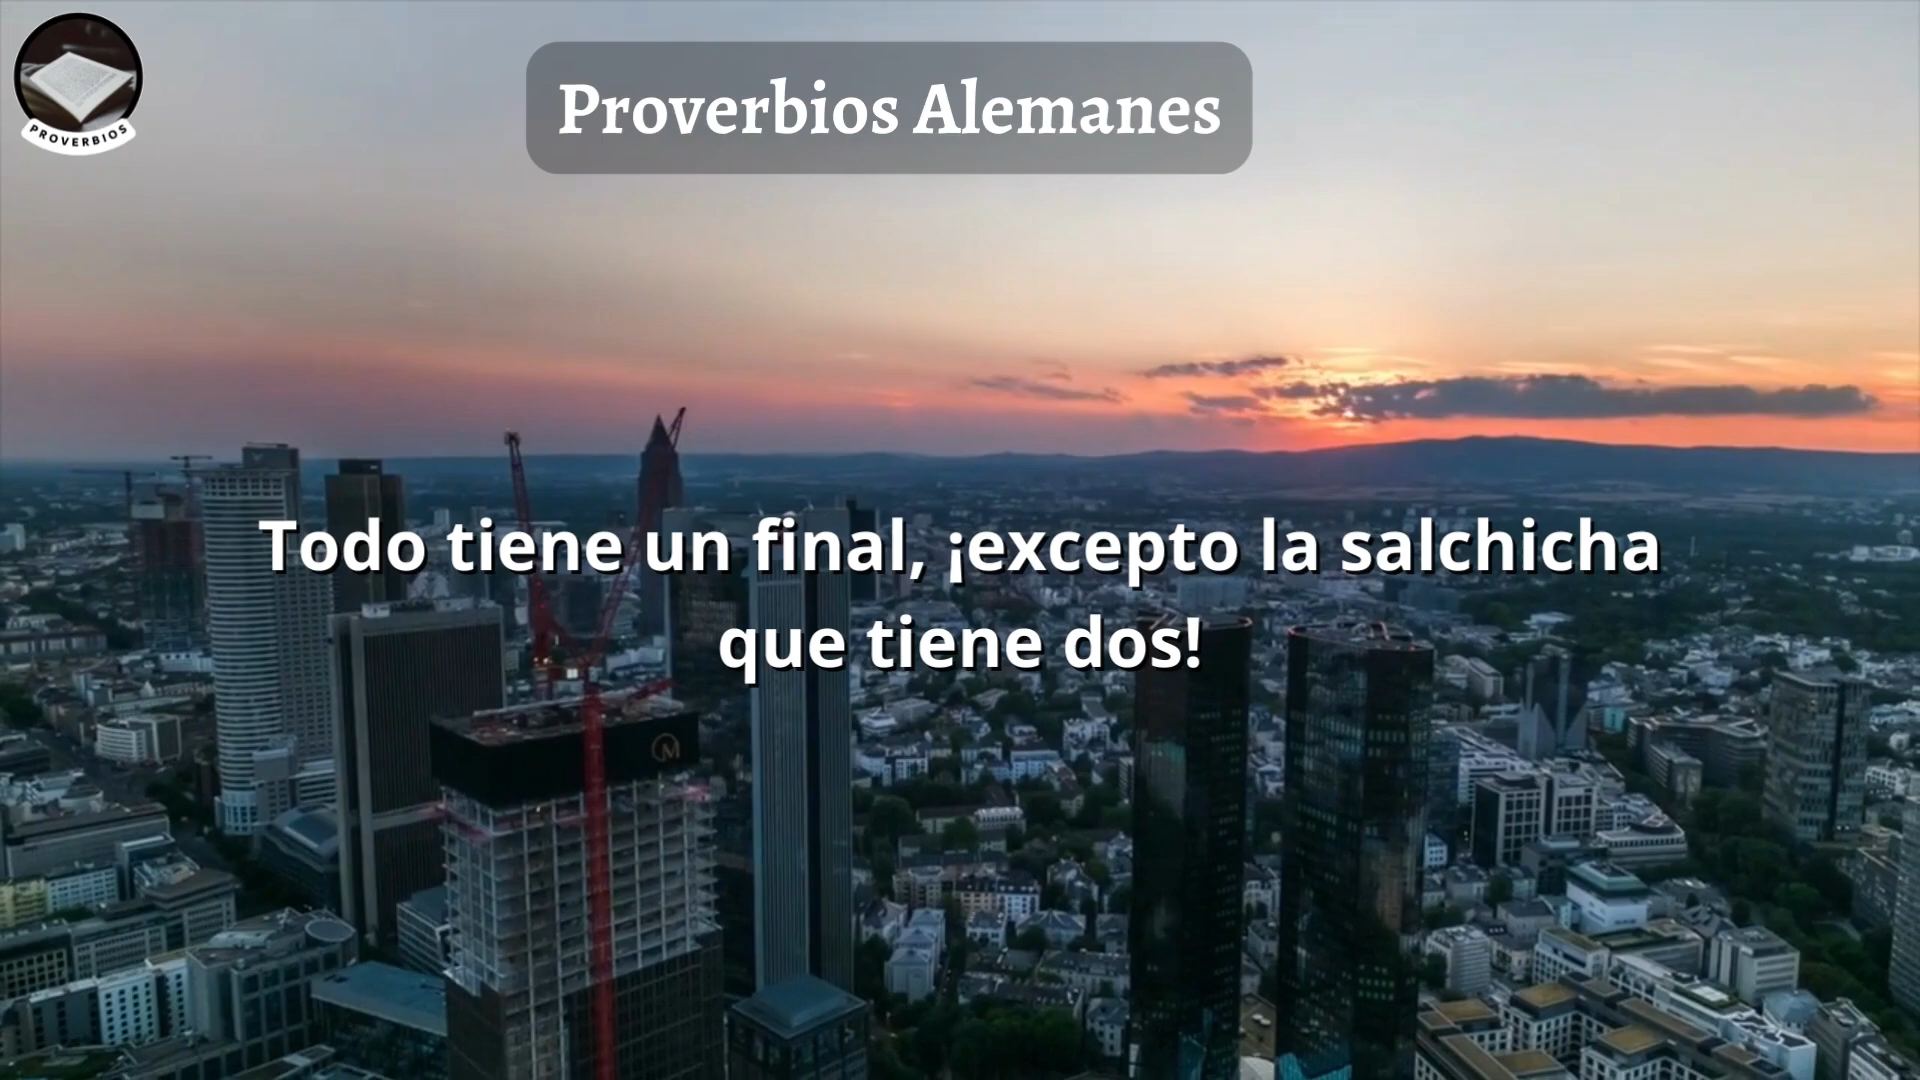 PROVERBIOS
Proverbios Alemanes
Todo tiene un final, ¡excepto la salchicha
que tiene dos!
M